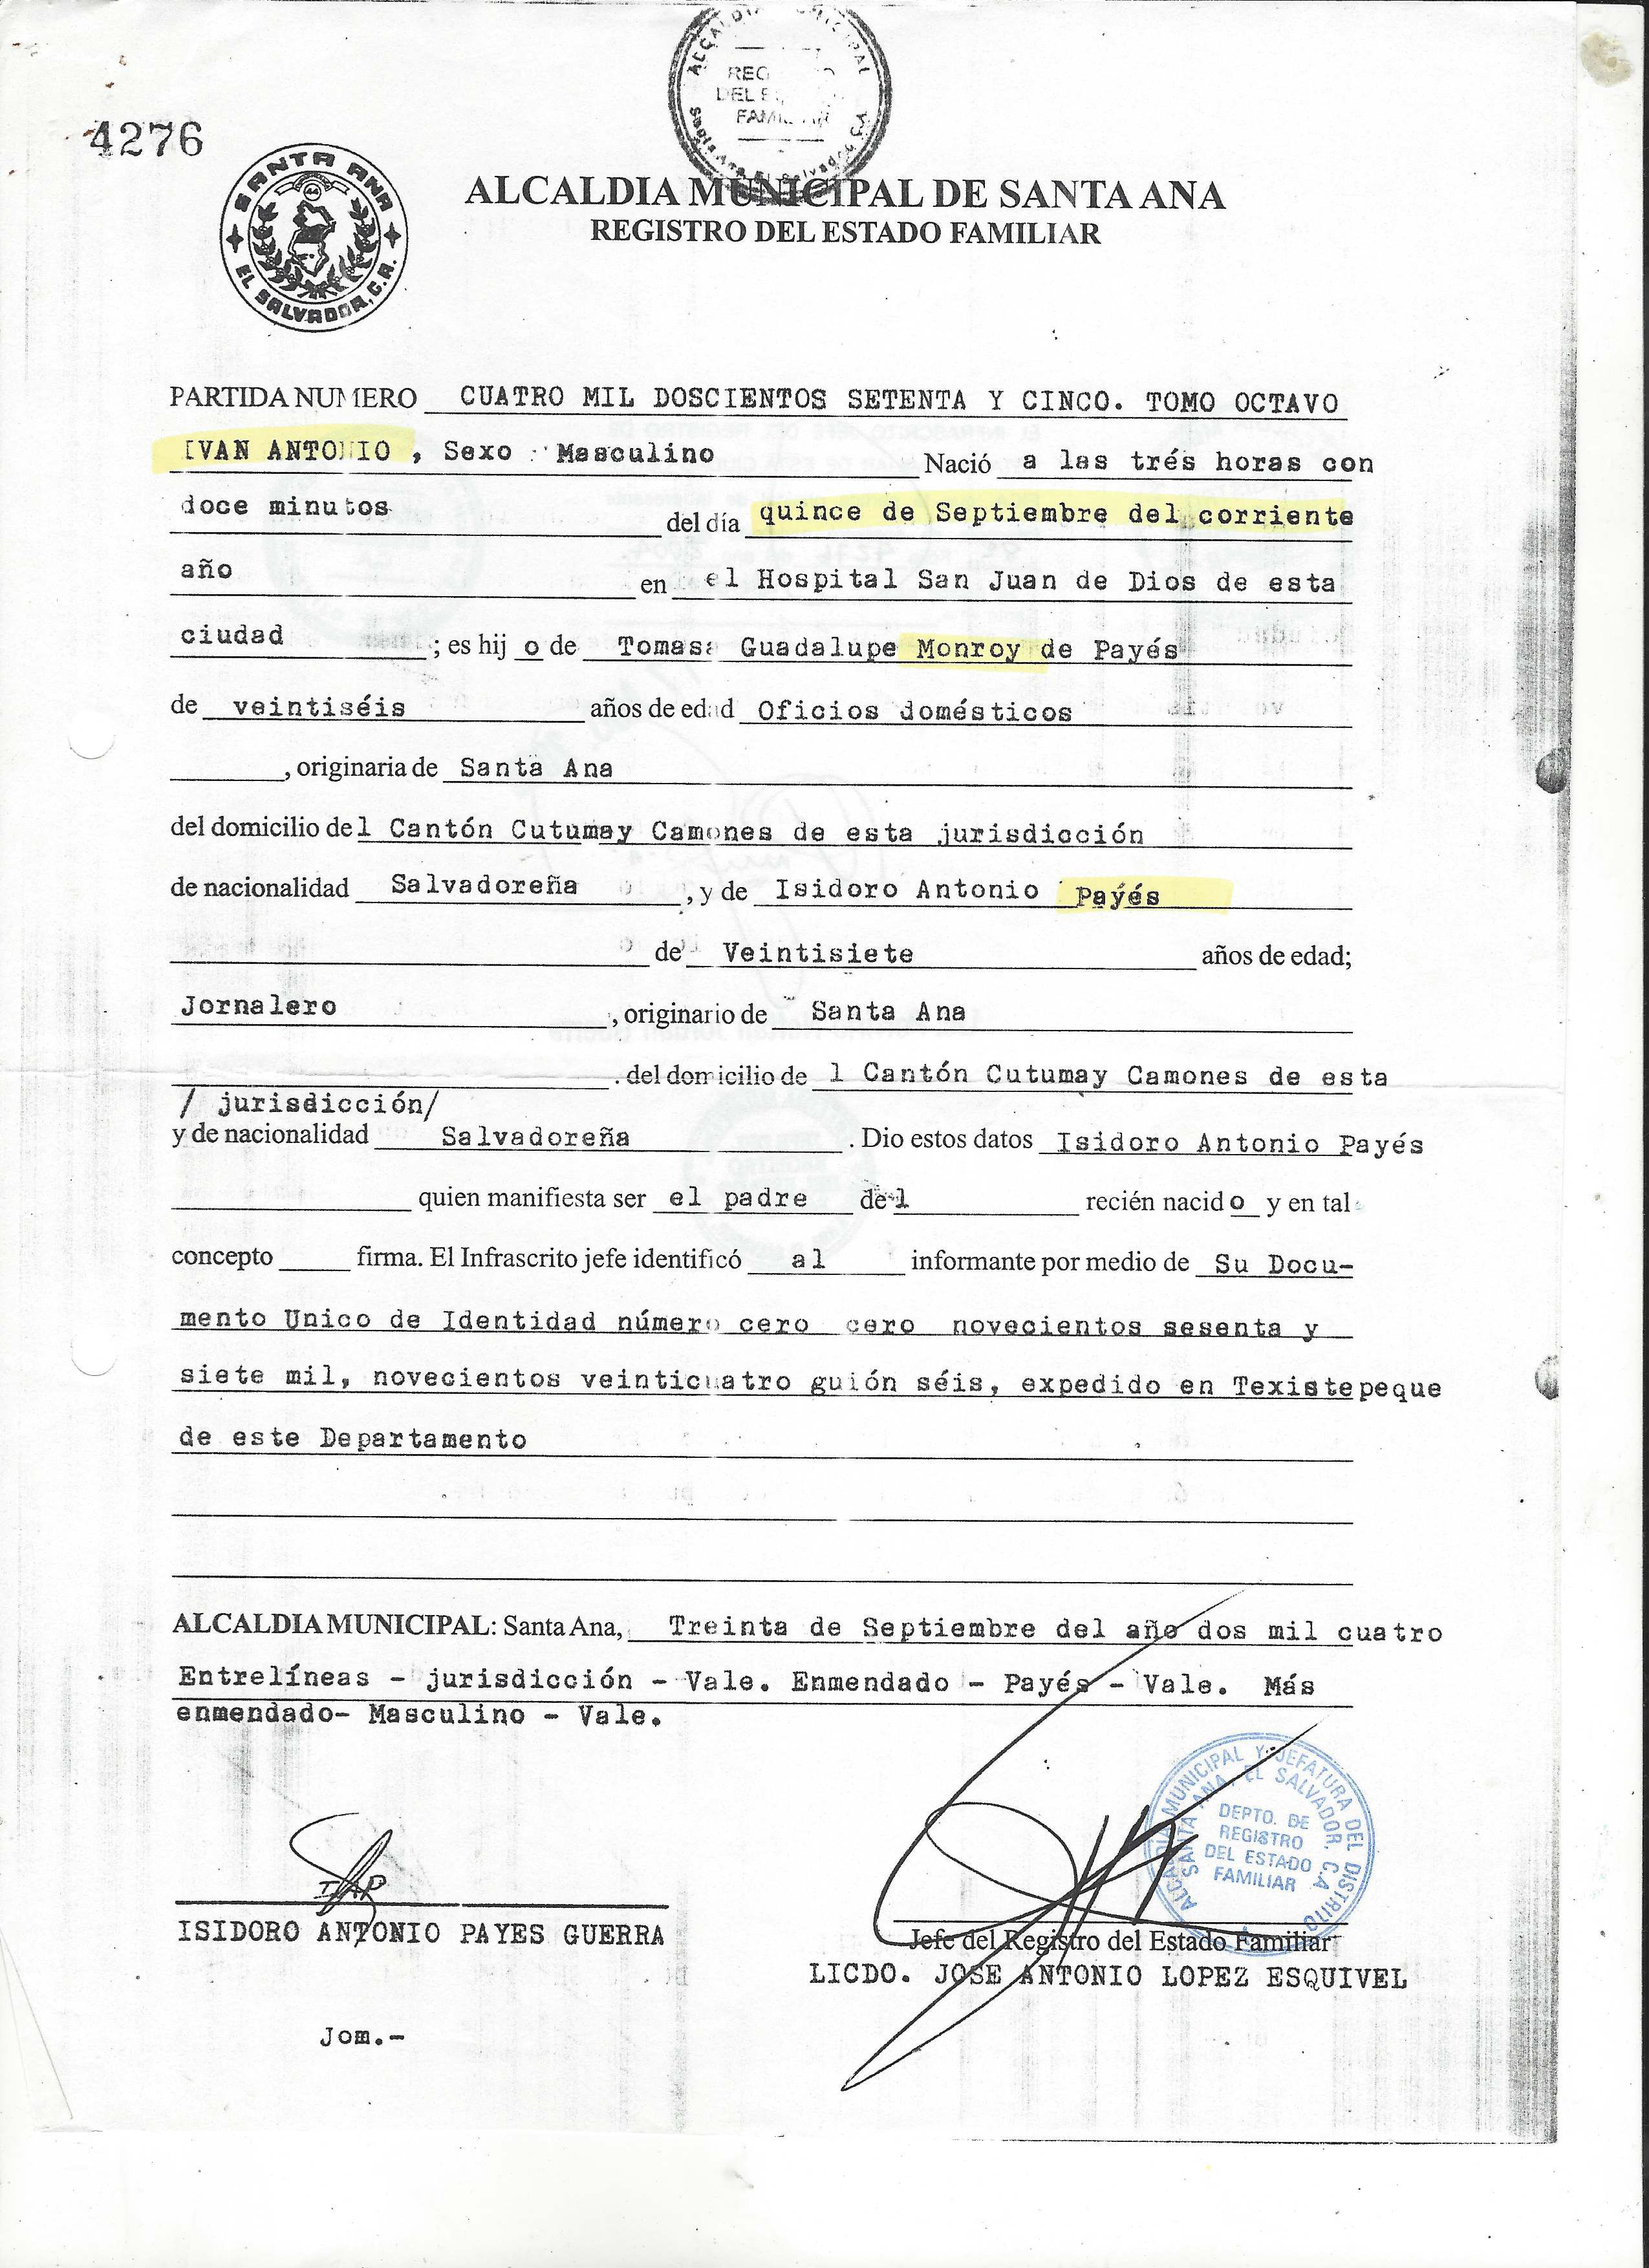 ALCALDIA MUNICIPAL
REGISTRO
DEL ESTADO
FAMILIAR
4276
SANTA ANA
EL SALVADOR, C.A.
ALCALDIA MUNICIPAL DE SANTA ANA
REGISTRO DEL ESTADO FAMILIAR
PARTIDA NUMERO CUATRO MIL DOSCIENTOS SETENTA Y CINCO. TOMO OCTAVO
IVAN ANTONIO, Sexo : Masculino Nació a las trés horas con
doce minutos del día quince de Septiembre del corriente
año en el Hospital San Juan de Dios de esta
ciudad ; es hij o de Tomasa Guadalupe Monroy de Payés
de veintiséis años de edad Oficios domésticos
, originaria de Santa Ana
del domicilio del Cantón Cutumay Camones de esta jurisdicción
de nacionalidad Salvadoreña , y de Isidoro Antonio Payés
de Veintisiete años de edad;
Jornalero , originario de Santa Ana
. del domicilio de l Cantón Cutumay Camones de esta
/ jurisdicción/
y de nacionalidad Salvadoreña . Dio estos datos Isidoro Antonio Payés
quien manifiesta ser el padre del recién nacido y en tal
concepto firma. El Infrascrito jefe identificó al informante por medio de Su Docu-
mento Unico de Identidad número cero cero novecientos sesenta y
siete mil, novecientos veinticuatro guión séis, expedido en Texistepeque
de este Departamento
ALCALDIA MUNICIPAL: Santa Ana, Treinta de Septiembre del año dos mil cuatro
Entrelíneas - jurisdicción - Vale. Enmendado - Payés - Vale. Más
enmendado- Masculino - Vale.
ALCALDIA MUNICIPAL Y JEFATURA DEL DISTRITO
SANTA ANA, EL SALVADOR, C.A.
DEPTO. DE
REGISTRO
DEL ESTADO
FAMILIAR
IAP
ISIDORO ANTONIO PAYES GUERRA
Jefe del Registro del Estado Familiar
LICDO. JOSE ANTONIO LOPEZ ESQUIVEL
Jom.-